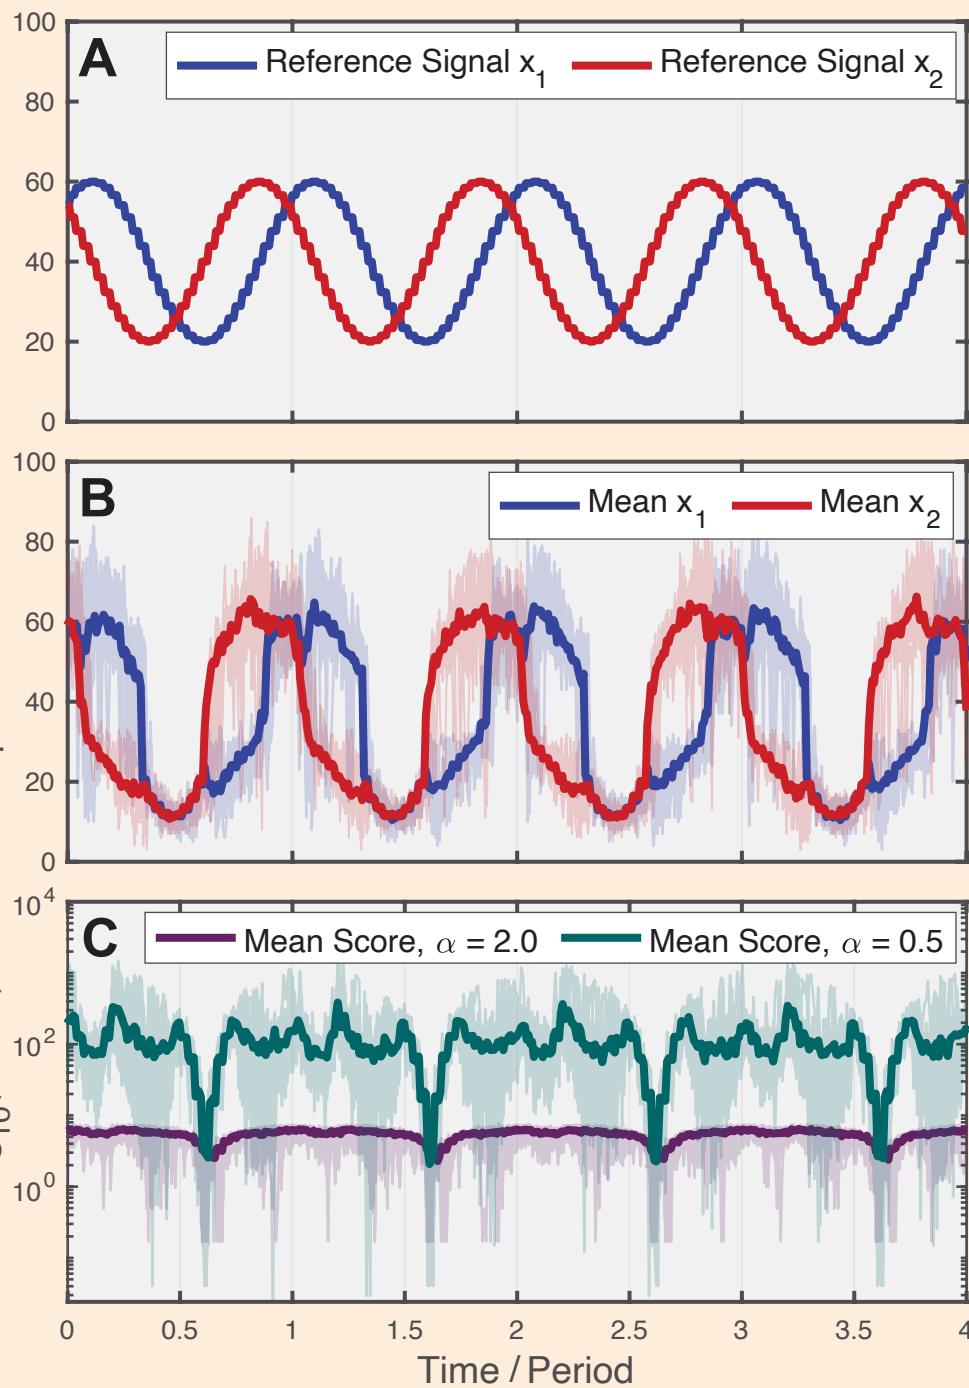 100
A
Reference Signal x1
Reference Signal x2
80
60
40
20
0
100
B
Mean x1
Mean x2
80
60
40
20
0
10^4
C
Mean Score, α = 2.0
Mean Score, α = 0.5
10^2
10^0
0 0.5 1 1.5 2 2.5 3 3.5 4
Time / Period